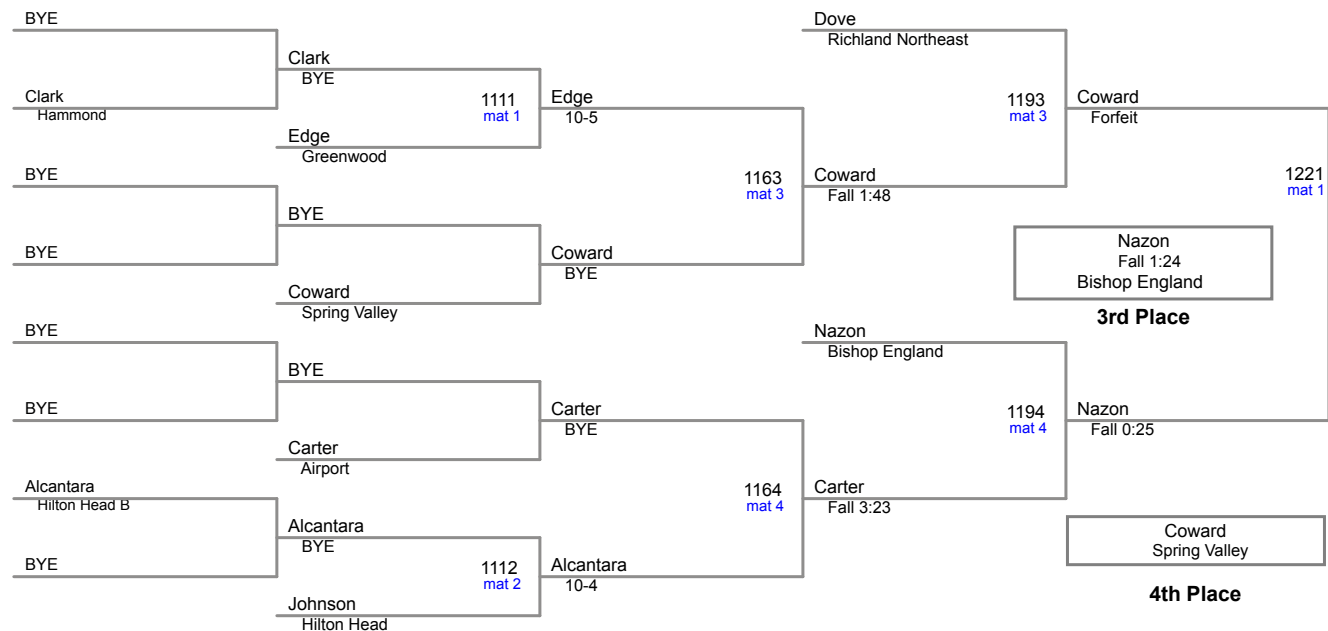 BYE
Clark
Hammond
BYE
BYE
BYE
BYE
Alcantara
Hilton Head B
BYE
Clark
BYE
Edge
Greenwood
BYE
Coward
Spring Valley
BYE
Carter
Airport
Alcantara
BYE
Johnson
Hilton Head
1111
mat 1
1112
mat 2
Edge
10-5
Coward
BYE
Carter
BYE
Alcantara
10-4
1163
mat 3
1164
mat 4
Dove
Richland Northeast
Coward
Fall 1:48
Nazon
Bishop England
Carter
Fall 3:23
1193
mat 3
1194
mat 4
Coward
Forfeit
Nazon
Fall 0:25
1221
mat 1
Nazon
Fall 1:24
Bishop England
3rd Place
Coward
Spring Valley
4th Place